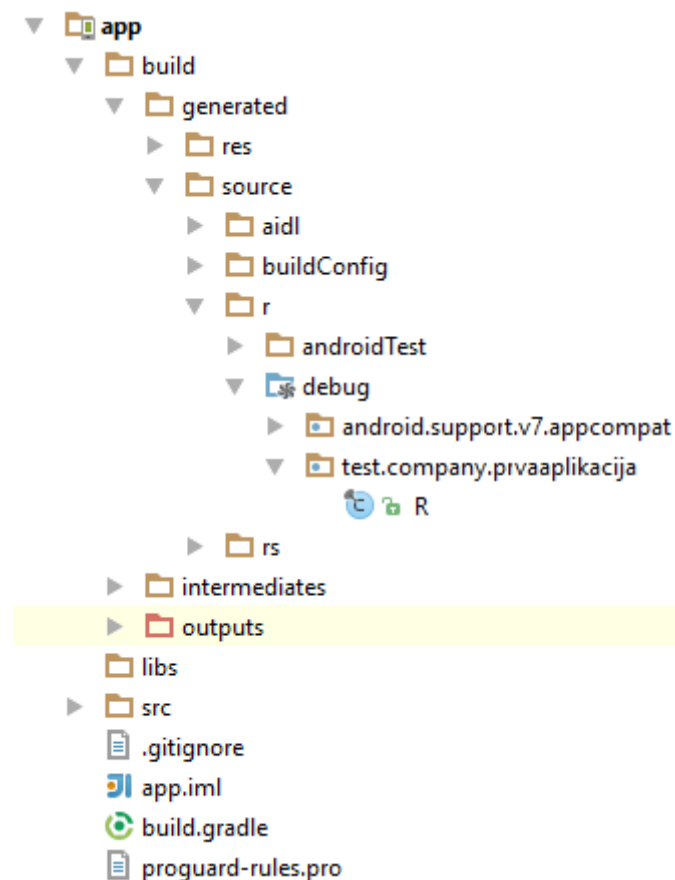 app
build
generated
res
source
aidl
buildConfig
r
androidTest
debug
android.support.v7.appcompat
test.company.prvaaplikacija
R
rs
intermediates
outputs
libs
src
.gitignore
app.iml
build.gradle
proguard-rules.pro